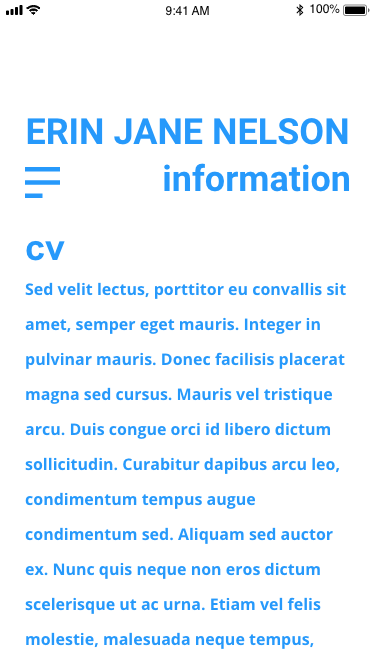 9:41 AM 100%
ERIN JANE NELSON
information
cv
Sed velit lectus, porttitor eu convallis sit
amet, semper eget mauris. Integer in
pulvinar mauris. Donec facilisis placerat
magna sed cursus. Mauris vel tristique
arcu. Duis congue orci id libero dictum
sollicitudin. Curabitur dapibus arcu leo,
condimentum tempus augue
condimentum sed. Aliquam sed auctor
ex. Nunc quis neque non eros dictum
scelerisque ut ac urna. Etiam vel felis
molestie, malesuada neque tempus,